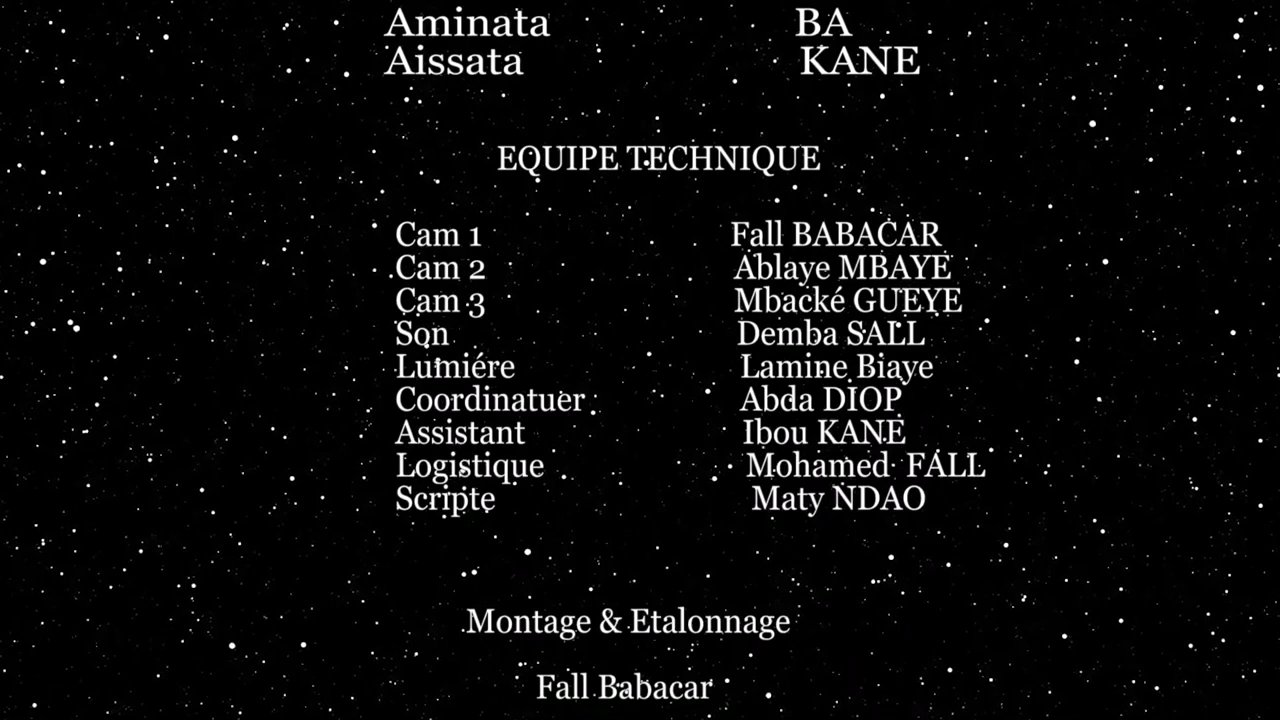 Aminata BA
Aissata KANE
EQUIPE TECHNIQUE
Cam 1 Fall BABACAR
Cam 2 Ablaye MBAYE
Cam 3 Mbacké GUEYE
Son Demba SALL
Lumiére Lamine Biaye
Coordinatuer Abda DIOP
Assistant Ibou KANE
Logistique Mohamed FALL
Scripte Maty NDAO
Montage & Etalonnage
Fall Babacar